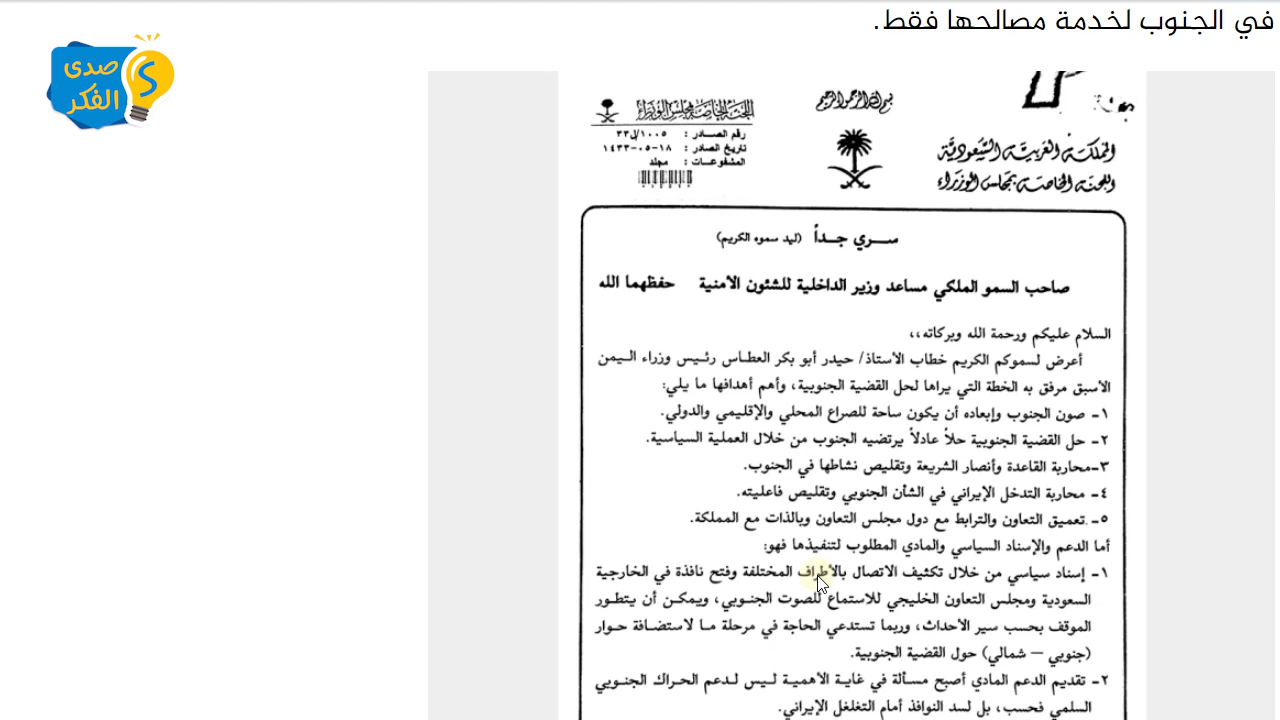 في الجنوب لخدمة مصالحها فقط.
صدى
الفكر
بسم الله الرحمن الرحيم
المملكة العربية السعودية
اللجنة الخاصة بمجلس الوزراء
اللجنة الخاصة بمجلس الوزراء
رقم الصادر : ١٠٠٥/ل/٣٣
تاريخ الصادر : ١٨-٠٥-١٤٣٣
المشفوعات : مجلد
ســري جــداً (ليد سموه الكريم)
صاحب السمو الملكي مساعد وزير الداخلية للشئون الأمنية حفظهما الله
السلام عليكم ورحمة الله وبركاته،،
أعرض لسموكم الكريم خطاب الأستاذ/ حيدر أبو بكر العطاس رئيس وزراء اليمن
الأسبق مرفق به الخطة التي يراها لحل القضية الجنوبية، وأهم أهدافها ما يلي:
١- صون الجنوب وإبعاده أن يكون ساحة للصراع المحلي والإقليمي والدولي.
٢- حل القضية الجنوبية حلاً عادلاً يرتضيه الجنوب من خلال العملية السياسية.
٣-محاربة القاعدة وأنصار الشريعة وتقليص نشاطها في الجنوب.
٤- محاربة التدخل الإيراني في الشأن الجنوبي وتقليص فاعليته.
٥- تعميق التعاون والترابط مع دول مجلس التعاون وبالذات مع المملكة.
أما الدعم والإسناد السياسي والمادي المطلوب لتنفيذها فهو:
١- إسناد سياسي من خلال تكثيف الاتصال بالأطراف المختلفة وفتح نافذة في الخارجية
السعودية ومجلس التعاون الخليجي للاستماع للصوت الجنوبي، ويمكن أن يتطور
الموقف بحسب سير الأحداث، وربما تستدعي الحاجة في مرحلة ما لاستضافة حوار
(جنوبي – شمالي) حول القضية الجنوبية.
٢- تقديم الدعم المادي أصبح مسألة في غاية الأهمية ليس لدعم الحراك الجنوبي
السلمي فحسب، بل لسد النوافذ أمام التغلغل الإيراني.